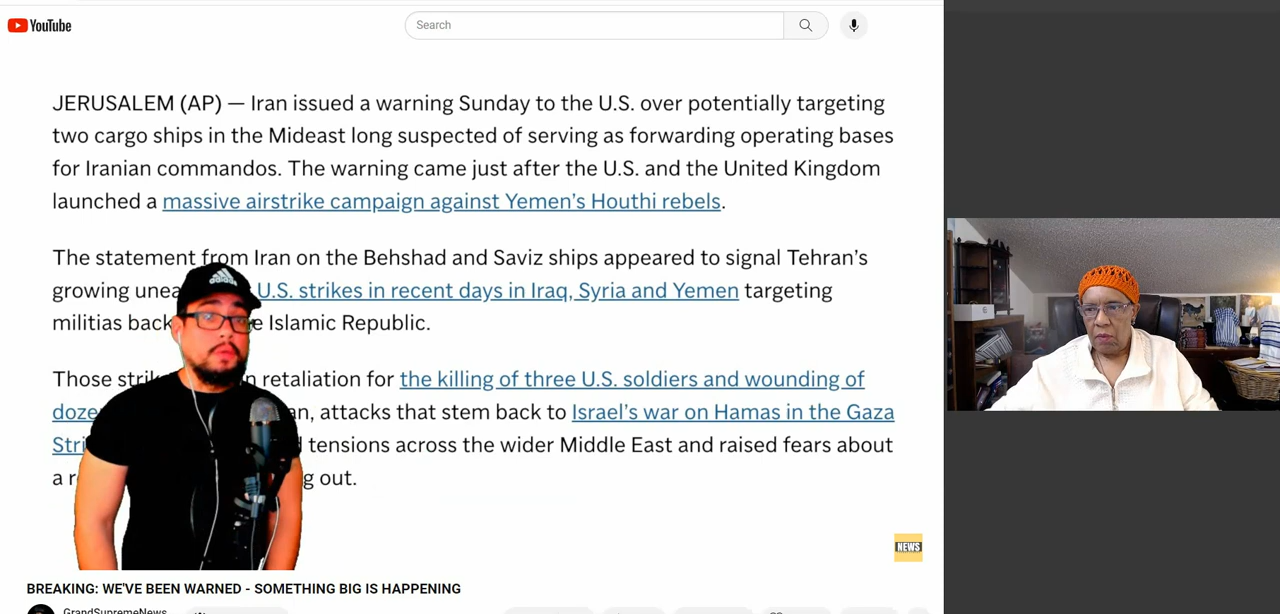 YouTube
Search
JERUSALEM (AP) — Iran issued a warning Sunday to the U.S. over potentially targeting
two cargo ships in the Mideast long suspected of serving as forwarding operating bases
for Iranian commandos. The warning came just after the U.S. and the United Kingdom
launched a massive airstrike campaign against Yemen's Houthi rebels.
The statement from Iran on the Behshad and Saviz ships appeared to signal Tehran's
growing U.S. strikes in recent days in Iraq, Syria and Yemen targeting
militias Islamic Republic.
Those retaliation for the killing of three U.S. soldiers and wounding of
attacks that stem back to Israel's war on Hamas in the Gaza
tensions across the wider Middle East and raised fears about
a out.
NEWS
BREAKING: WE'VE BEEN WARNED - SOMETHING BIG IS HAPPENING
GrandSupremeNews